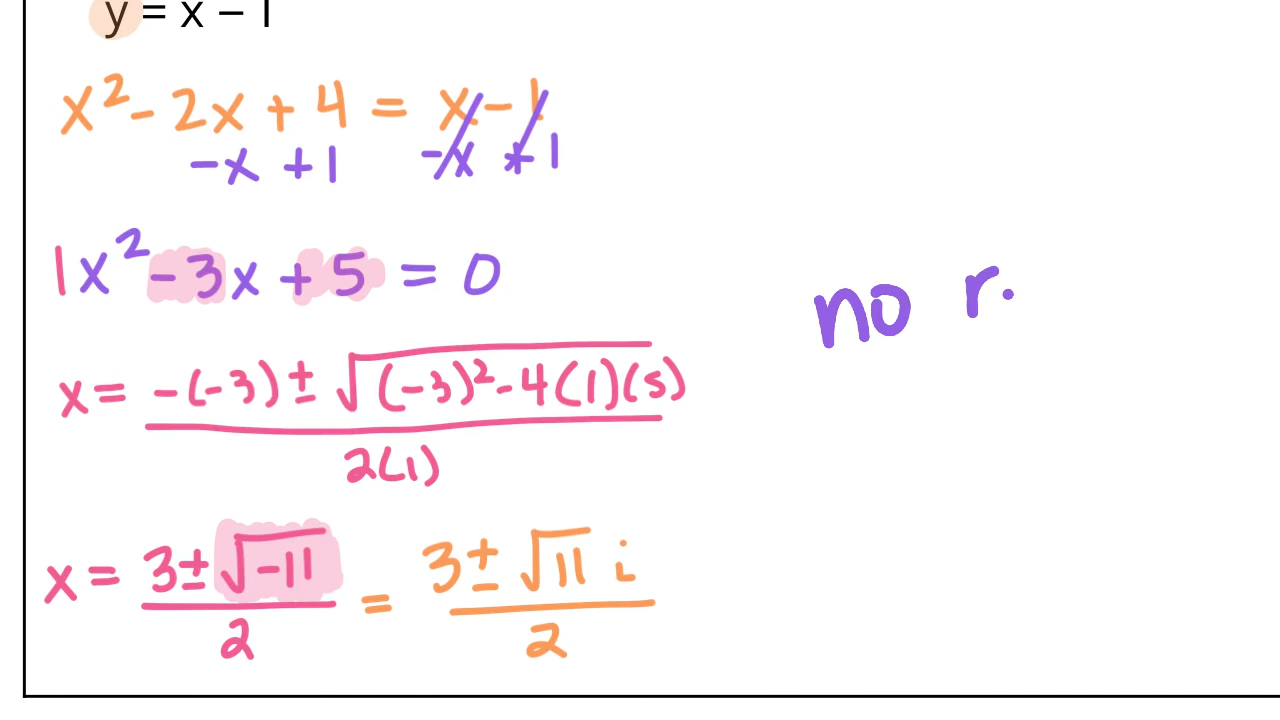 y = x − 1
x² - 2x + 4 = x - 1
-x +1 -x +1
1x² - 3x + 5 = 0
no r.
x = -(-3) ± √(-3)² - 4(1)(5)
2(1)
x = 3 ± √-11 = 3 ± √11 i
2 2